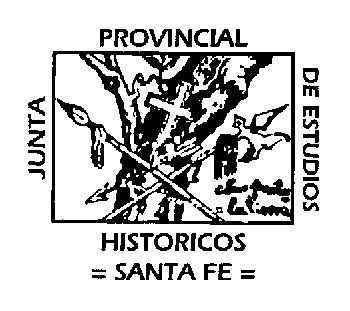 JUNTA
PROVINCIAL
DE ESTUDIOS
HISTORICOS
= SANTA FE =